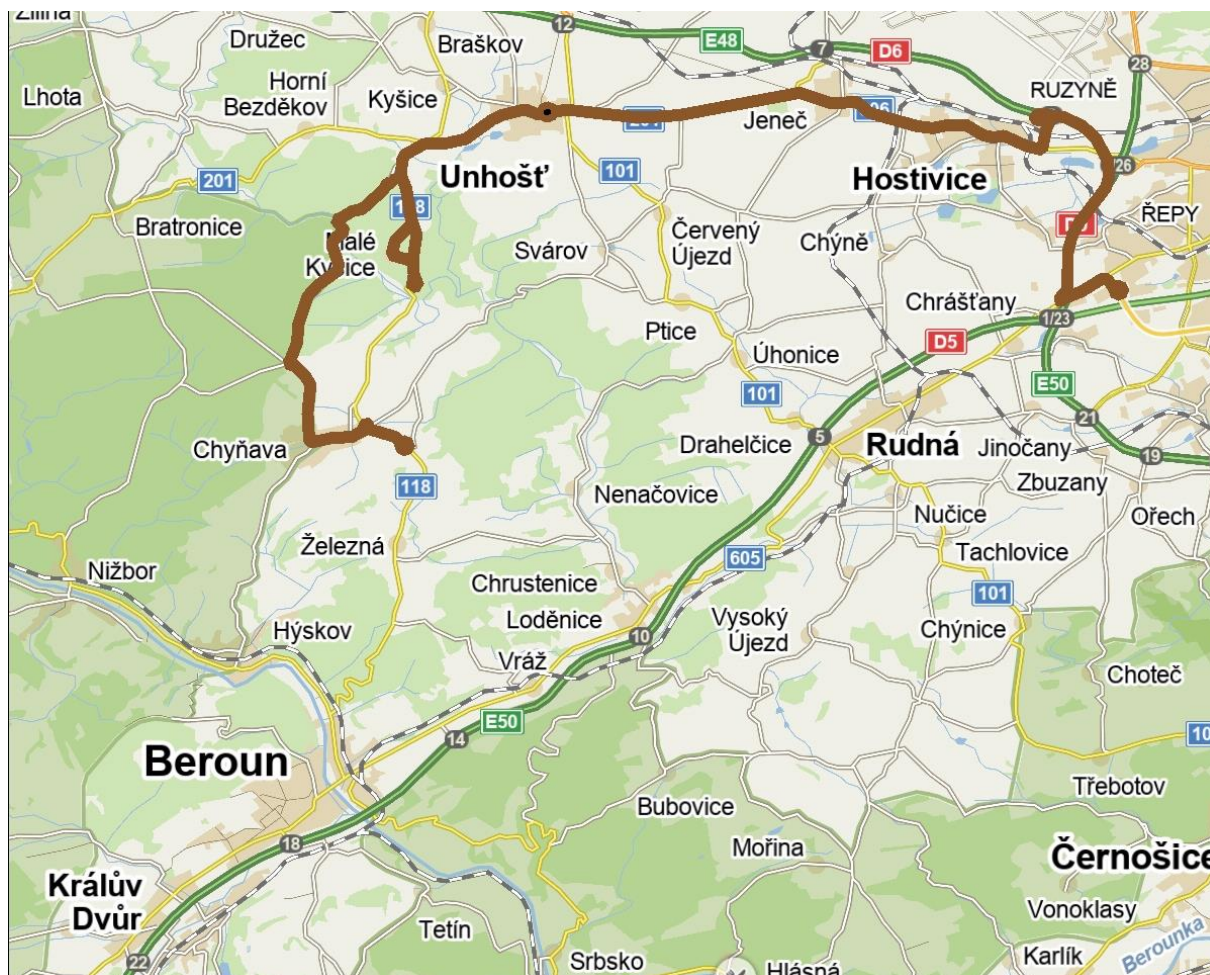 Družec
Braškov
12
E48
7
D6
28
Lhota
Horní
Bezděkov
Kyšice
RUZYNĚ
Jeneč
Unhošť
Hostivice
201
101
ŘEPY
Bratronice
Malé
Kyšice
Svárov
Červený
Újezd
Chýně
Chrášťany
1/23
Ptice
D5
Úhonice
101
E50
21
Chyňava
Drahelčice
5
Rudná
Jinočany
19
118
Zbuzany
Nenačovice
Nučice
Ořech
Železná
605
Tachlovice
Nižbor
Chrustenice
101
Loděnice
Vysoký
Újezd
Chýnice
Hýskov
10
Vráž
Choteč
E50
14
Beroun
Třebotov
Bubovice
18
Mořina
Černošice
Králův
Dvůr
Vonoklasy
Tetín
Karlík
Berounka
22
Srbsko
Hlásná